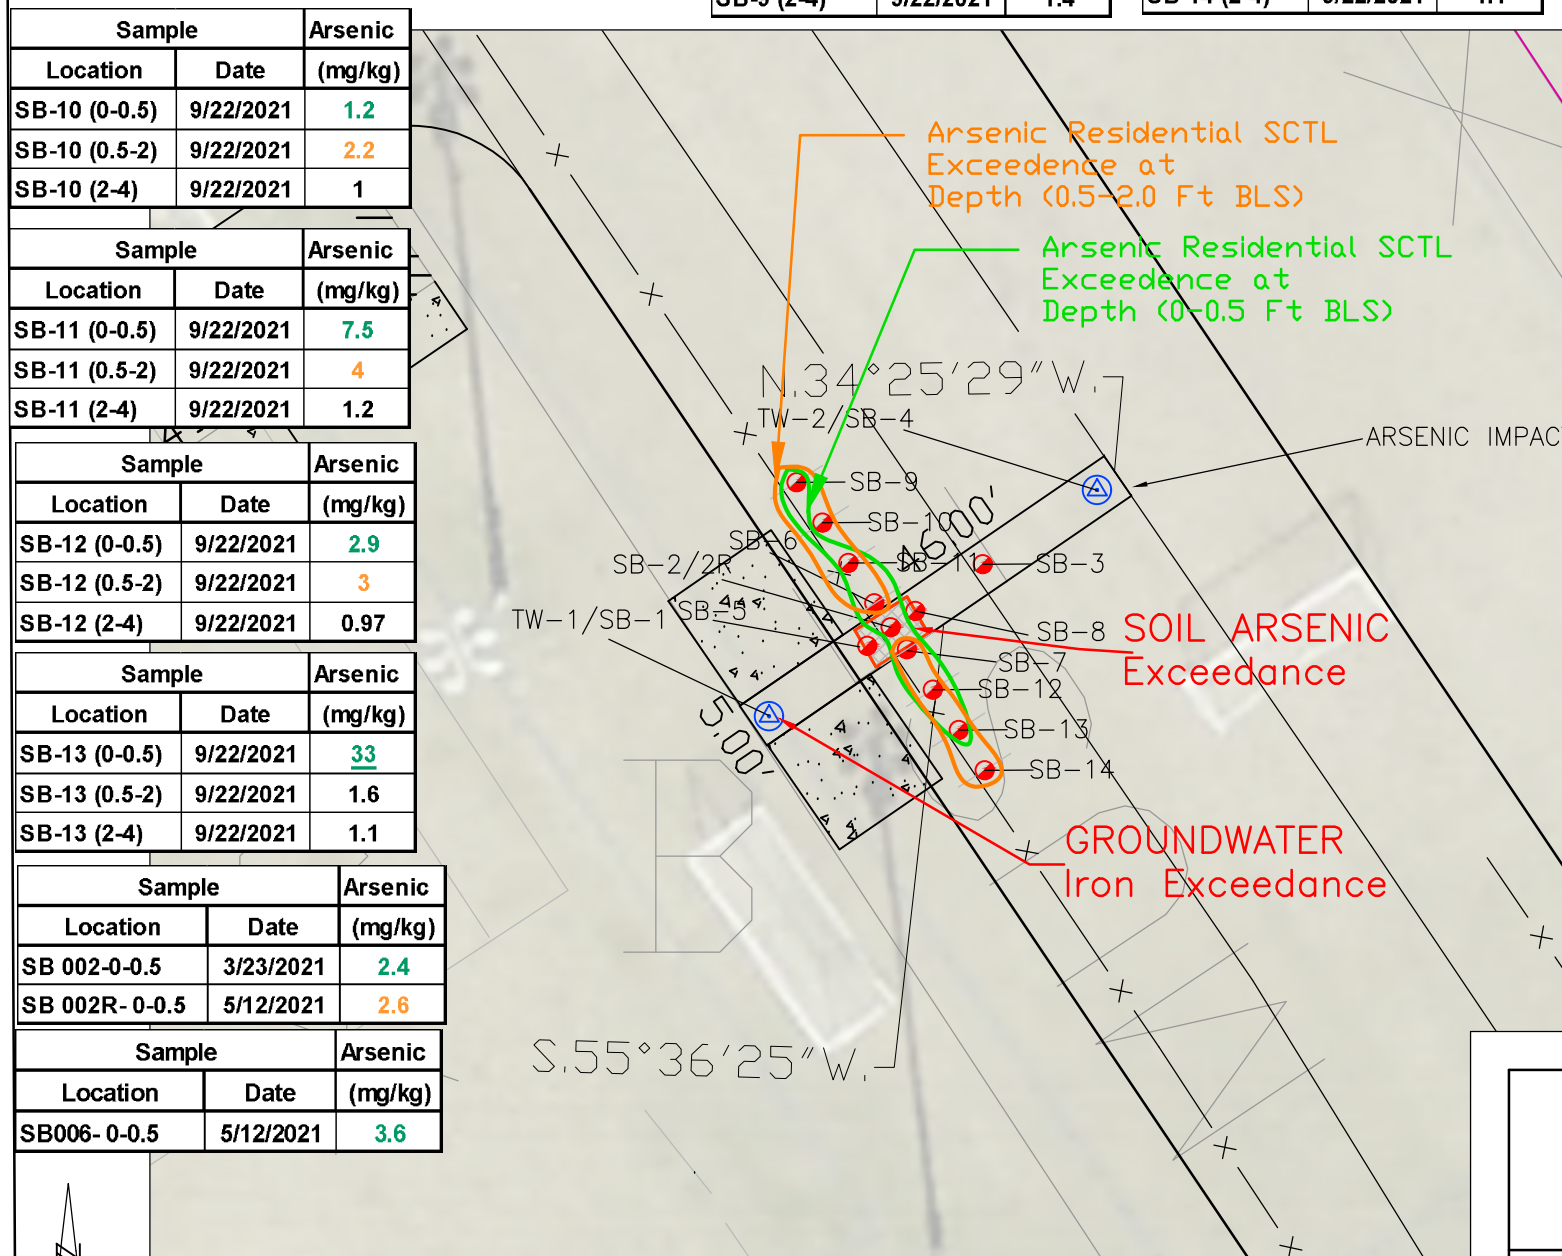 SB-9 (2-4) 9/22/2021 1.4
9/22/2021
Sample Arsenic
Location Date (mg/kg)
SB-10 (0-0.5) 9/22/2021 1.2
SB-10 (0.5-2) 9/22/2021 2.2
SB-10 (2-4) 9/22/2021 1
Sample Arsenic
Location Date (mg/kg)
SB-11 (0-0.5) 9/22/2021 7.5
SB-11 (0.5-2) 9/22/2021 4
SB-11 (2-4) 9/22/2021 1.2
Sample Arsenic
Location Date (mg/kg)
SB-12 (0-0.5) 9/22/2021 2.9
SB-12 (0.5-2) 9/22/2021 3
SB-12 (2-4) 9/22/2021 0.97
Sample Arsenic
Location Date (mg/kg)
SB-13 (0-0.5) 9/22/2021 33
SB-13 (0.5-2) 9/22/2021 1.6
SB-13 (2-4) 9/22/2021 1.1
Sample Arsenic
Location Date (mg/kg)
SB 002-0-0.5 3/23/2021 2.4
SB 002R- 0-0.5 5/12/2021 2.6
Sample Arsenic
Location Date (mg/kg)
SB006- 0-0.5 5/12/2021 3.6
Arsenic Residential SCTL
Exceedence at
Depth (0.5-2.0 Ft BLS)
Arsenic Residential SCTL
Exceedence at
Depth (0-0.5 Ft BLS)
N.34°25'29"W.
TW-2/SB-4
ARSENIC IMPAC
SB-9
SB-10
46.00'
SB-6
SB-11
SB-2/2R
SB-3
TW-1/SB-1
SB-5
SB-8
SOIL ARSENIC
Exceedance
SB-7
SB-12
SB-13
5.00'
SB-14
GROUNDWATER
Iron Exceedance
B
S.55°36'25"W.